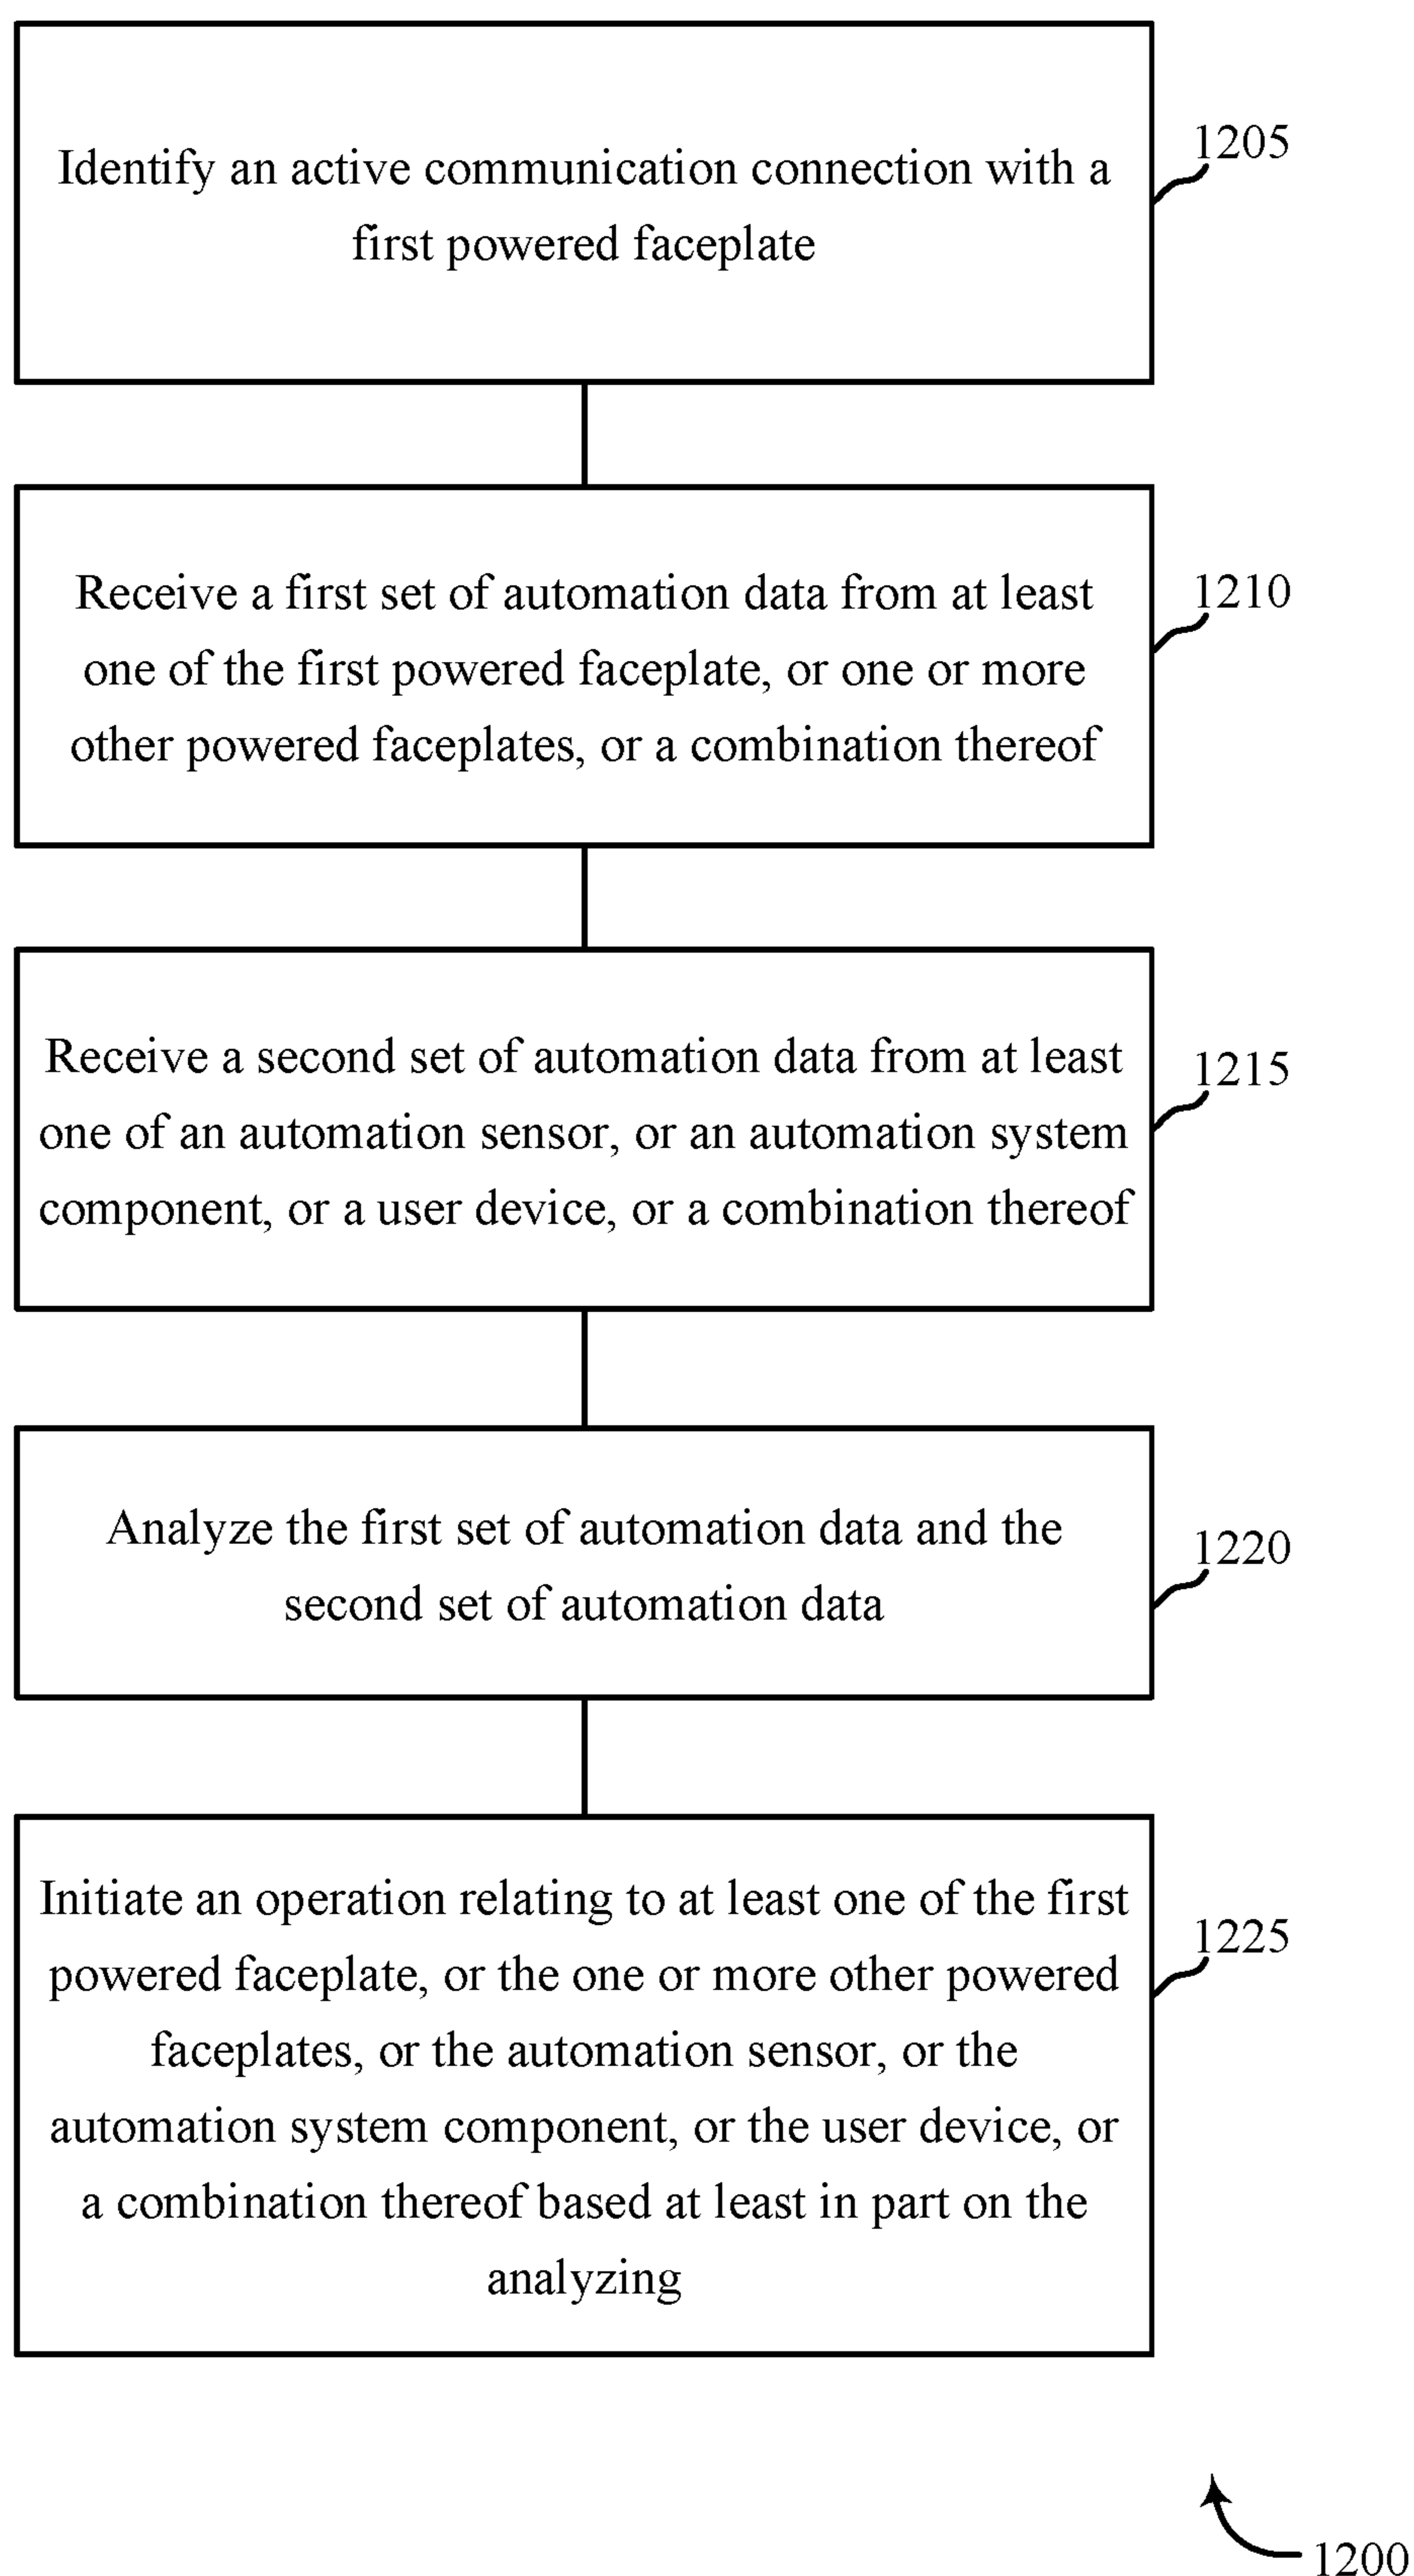 Identify an active communication connection with a
first powered faceplate
1205
Receive a first set of automation data from at least
one of the first powered faceplate, or one or more
other powered faceplates, or a combination thereof
1210
Receive a second set of automation data from at least
one of an automation sensor, or an automation system
component, or a user device, or a combination thereof
1215
Analyze the first set of automation data and the
second set of automation data
1220
Initiate an operation relating to at least one of the first
powered faceplate, or the one or more other powered
faceplates, or the automation sensor, or the
automation system component, or the user device, or
a combination thereof based at least in part on the
analyzing
1225
1200